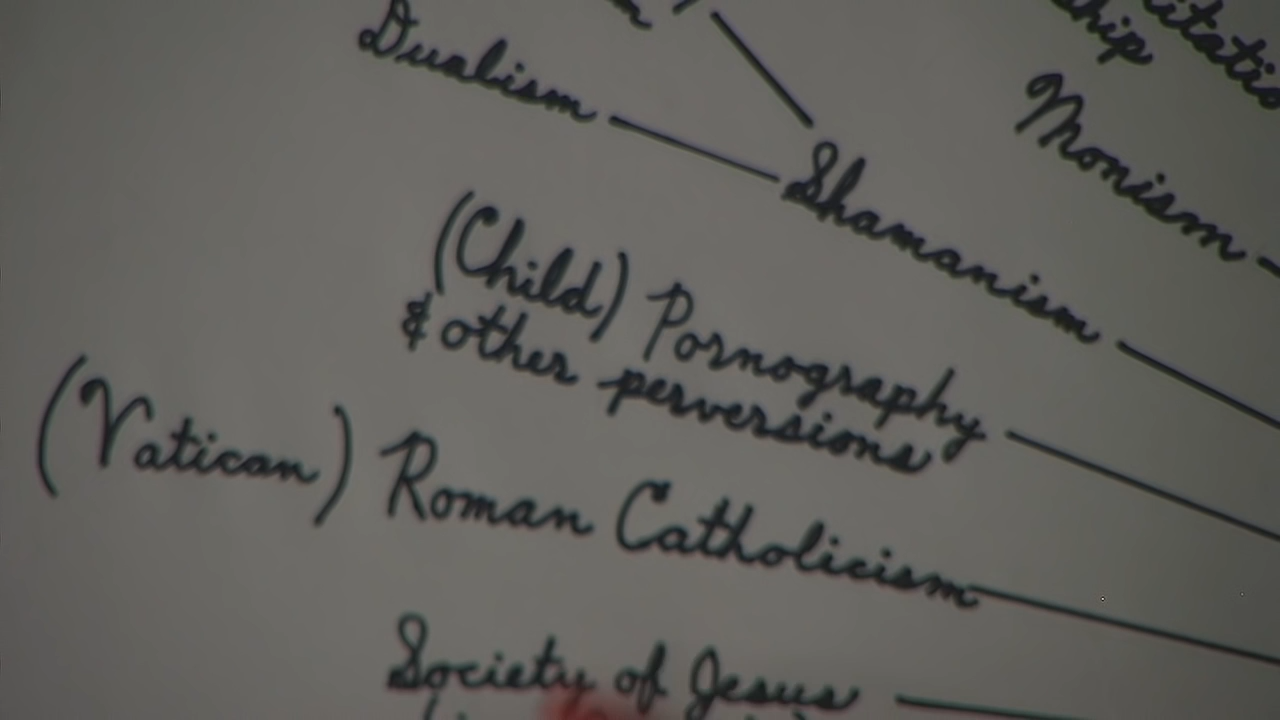 Dualism
Shamanism
Monism
(Child) Pornography
& other perversions
(Vatican) Roman Catholicism
Society of Jesus